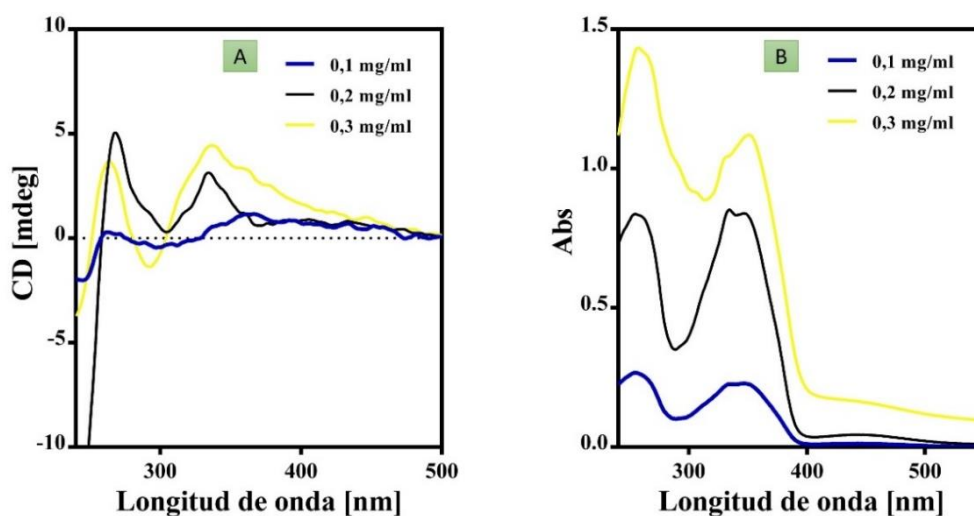 A
0,1 mg/ml
0,2 mg/ml
0,3 mg/ml
10
5
0
-5
-10
CD [mdeg]
300
400
500
Longitud de onda [nm]
B
0,1 mg/ml
0,2 mg/ml
0,3 mg/ml
1.5
1.0
0.5
0.0
Abs
300
400
500
Longitud de onda [nm]